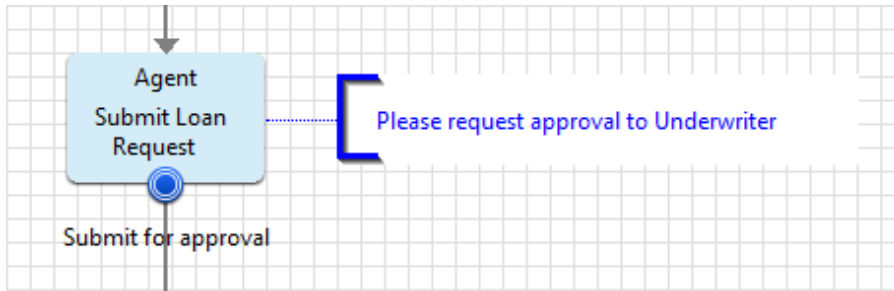 Agent
Submit Loan
Request
Please request approval to Underwriter
Submit for approval